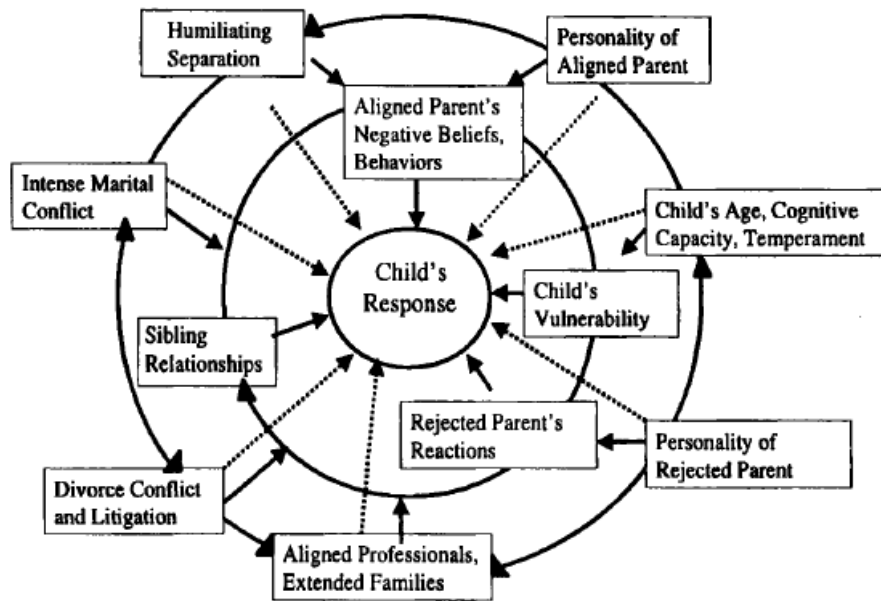 Humiliating
Separation
Personality of
Aligned Parent
Aligned Parent's
Negative Beliefs,
Behaviors
Intense Marital
Conflict
Child's Age, Cognitive
Capacity, Temperament
Child's
Response
Child's
Vulnerability
Sibling
Relationships
Rejected Parent's
Reactions
Personality of
Rejected Parent
Divorce Conflict
and Litigation
Aligned Professionals,
Extended Families